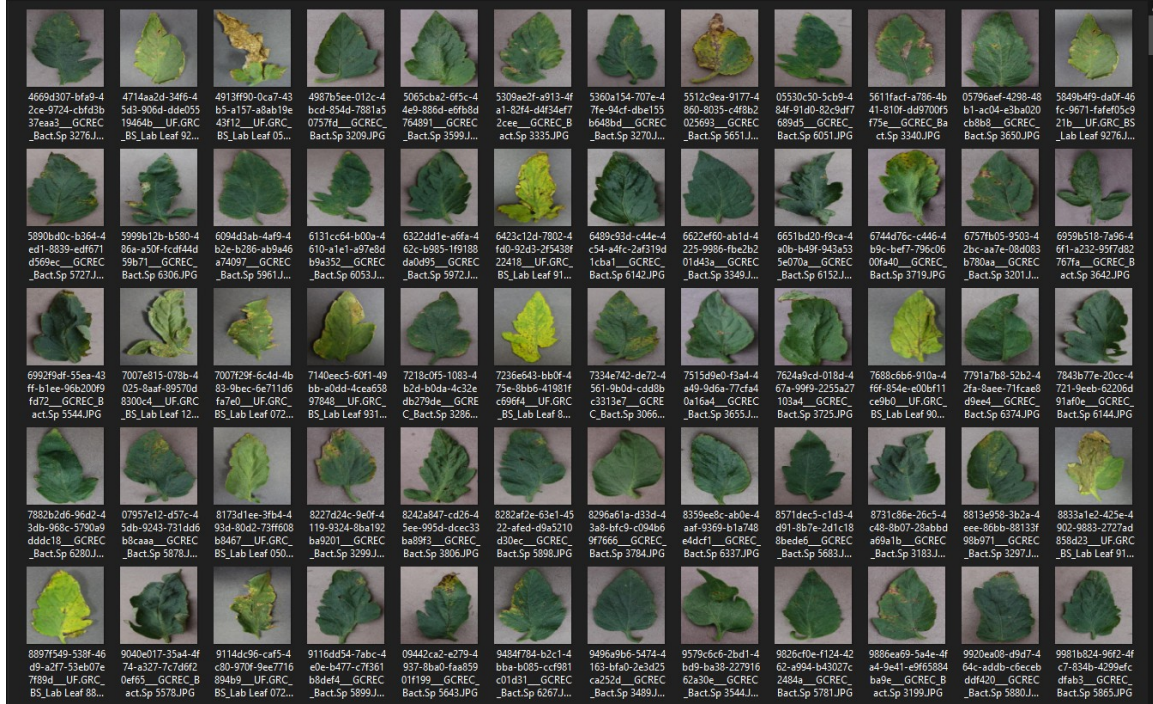 4669d307-bfa9-4
2ce-9724-cbfd3b
37eaa3___GCREC
_Bact.Sp 3276.J...
4714aa2d-34f6-4
5d3-906d-dde055
19464b__UF.GRC
_BS_Lab Leaf 92...
4913ff90-0ca7-43
b5-a157-a8ab19e
43f12__UF.GRC_
BS_Lab Leaf 05...
4987b5ee-012c-4
bcd-854d-7881a5
0757fd__GCREC_
Bact.Sp 3209.JPG
5065cba2-6f5c-4
4e9-886d-e6fb8d
764891__GCREC_
Bact.Sp 3599.J...
5309ae2f-a913-4f
a1-82f4-d4f34ef7
2cee__GCREC_B
act.Sp 3335.JPG
5360a154-707e-4
7fe-94cf-dbe155
b648bd__GCREC
_Bact.Sp 3270.J...
5512c9ea-9177-4
860-8035-c4f8b2
025693__GCREC
_Bact.Sp 5651.J...
05530c50-5cb9-4
84f-91d0-82c9df7
689d5__GCREC_
Bact.Sp 6051.JPG
5611facf-a786-4b
41-810f-dd9700f5
f75e__GCREC_Ba
ct.Sp 3340.JPG
05796aef-4298-48
b1-ac04-e3ba020
cb8b8__GCREC_
Bact.Sp 3650.JPG
5849b4f9-da0f-46
fc-9671-fafef05c9
21b__UF.GRC_BS
_Lab Leaf 9276.J...
5890bd0c-b364-4
ed1-8839-edf671
d569ec__GCREC
_Bact.Sp 5727.J...
5999b12b-b580-4
86a-a50f-fcdf44d
59b71__GCREC_
Bact.Sp 6306.JPG
6094d3ab-4af9-4
b2e-b286-ab9a46
a74097__GCREC
_Bact.Sp 5961.J...
6131cc64-b00a-4
610-a1e1-a97e8d
b9a352__GCREC
_Bact.Sp 6053.J...
6322dd1e-a6fa-4
62c-b985-1f9188
da0d95__GCREC
_Bact.Sp 5972.J...
6423c12d-7802-4
fd0-92d3-2f5438f
22418__UF.GRC_
BS_Lab Leaf 91...
6489c93d-c44e-4
c54-a4fc-2af319d
1cba1__GCREC_
Bact.Sp 6142.JPG
6622ef60-ab1d-4
225-9986-fbe2b2
01d43a__GCREC
_Bact.Sp 3349.J...
6651bd20-f9ca-4
a0b-b49f-943a53
5e070a__GCREC
_Bact.Sp 6152.J...
6744d76c-c446-4
b9c-bef7-796c06
00fa40__GCREC_
Bact.Sp 3719.JPG
6757fb05-9503-4
2bc-aa7e-08d083
b780aa__GCREC
_Bact.Sp 3201.J...
6959b518-7a96-4
6f1-a232-95f7d82
767fa__GCREC_B
act.Sp 3642.JPG
6992f9df-55ea-43
ff-b1ee-96b200f9
fd72__GCREC_B
act.Sp 5544.JPG
7007e815-078b-4
025-8aaf-89570d
8300c4__UF.GRC
_BS_Lab Leaf 12...
7007f29f-6c4d-4b
83-9bec-6e711d6
fa7e0__UF.GRC_
BS_Lab Leaf 072...
7140eec5-60f1-49
bb-a0dd-4cea658
97848__UF.GRC_
BS_Lab Leaf 931...
7218c0f5-1083-4
b2d-b0da-4c32e
db279de__GCRE
C_Bact.Sp 3286...
7236e643-bb0f-4
75e-8bb6-41981f
c696f4__UF.GRC
_BS_Lab Leaf 8...
7334e742-de72-4
561-9b0d-cdd8b
c3313e7__GCRE
C_Bact.Sp 3066...
7515d9e0-f3a4-4
a49-9d6a-77cfa4
0a16a4__GCREC
_Bact.Sp 3655.J...
7624a9cd-018d-4
67a-99f9-2255a27
103a4__GCREC_
Bact.Sp 3725.JPG
7688c6b6-910a-4
f6f-854e-e00bf11
ce9b0__UF.GRC_
BS_Lab Leaf 90...
7791a7b8-52b2-4
2fa-8aee-71fcae8
d9ee4__GCREC_
Bact.Sp 6374.JPG
7843b77e-20cc-4
721-9eeb-62206d
91af0e__GCREC_
Bact.Sp 6144.JPG
7882b2d6-96d2-4
3db-968c-5790a9
dddc18__GCREC
_Bact.Sp 6280.J...
07957e12-d57c-4
5db-9243-731dd6
b8caaa__GCREC
_Bact.Sp 5878.J...
8173d1ee-3fb4-4
93d-80d2-73ff608
b8467__UF.GRC_
BS_Lab Leaf 050...
8227d24c-9e0f-4
119-9324-8ba192
ba9201__GCREC
_Bact.Sp 3299.J...
8242a847-cd26-4
5ee-995d-dcec33
ba89f3__GCREC_
Bact.Sp 3806.JPG
8282af2e-63e1-45
22-afed-d9a5210
d30ec__GCREC_
Bact.Sp 5898.JPG
8296a61a-d33d-4
3a8-bfc9-c094b6
9f7666__GCREC_
Bact.Sp 3784.JPG
8359ee8c-ab0e-4
aaf-9369-b1a748
e4dcf1__GCREC_
Bact.Sp 6337.JPG
8571dec5-c1d3-4
d91-8b7e-2d1c18
8bede6__GCREC_
Bact.Sp 5683.J...
8731c86e-26c5-4
c48-8b07-28abbd
a69a1b__GCREC_
Bact.Sp 3183.J...
8813e958-3b2a-4
eee-86bb-88133f
98b971__GCREC_
Bact.Sp 3297.J...
8833a1e2-425e-4
902-9883-2727ad
858d23__UF.GRC
_BS_Lab Leaf 91...
8897f549-538f-46
d9-a2f7-53eb07e
7f89d__UF.GRC_
BS_Lab Leaf 88...
9040e017-35a4-4f
74-a327-7c7d6f2
0ef65__GCREC_B
act.Sp 5578.JPG
9114dc96-caf5-4
c80-970f-9ee7716
894b9__UF.GRC_
BS_Lab Leaf 072...
9116dd54-7abc-4
e0e-b477-c7f361
b8def4__GCREC
_Bact.Sp 5899.J...
09442ca2-e279-4
937-8ba0-faa859
01f199__GCREC_
Bact.Sp 5643.JPG
9484f784-b2c1-4
bba-b085-ccf981
c01d31__GCREC
_Bact.Sp 6267.J...
9496a9b6-5474-4
163-bfa0-2e3d25
ca252d__GCREC
_Bact.Sp 3489.J...
9579c6c6-2bd1-4
bd9-ba38-227916
62a30e__GCREC_
Bact.Sp 3544.J...
9826cf0e-f124-42
62-a994-b43027c
2484a__GCREC_
Bact.Sp 5781.JPG
9886ea69-5a4e-4f
a4-9e41-e9f65884
ba9e__GCREC_B
act.Sp 3199.JPG
9920ea08-d9d7-4
64c-addb-c6eceb
ddf420__GCREC_
Bact.Sp 5880.J...
9981b824-96f2-4f
c7-834b-4299efc
dfab3__GCREC_
Bact.Sp 5865.JPG